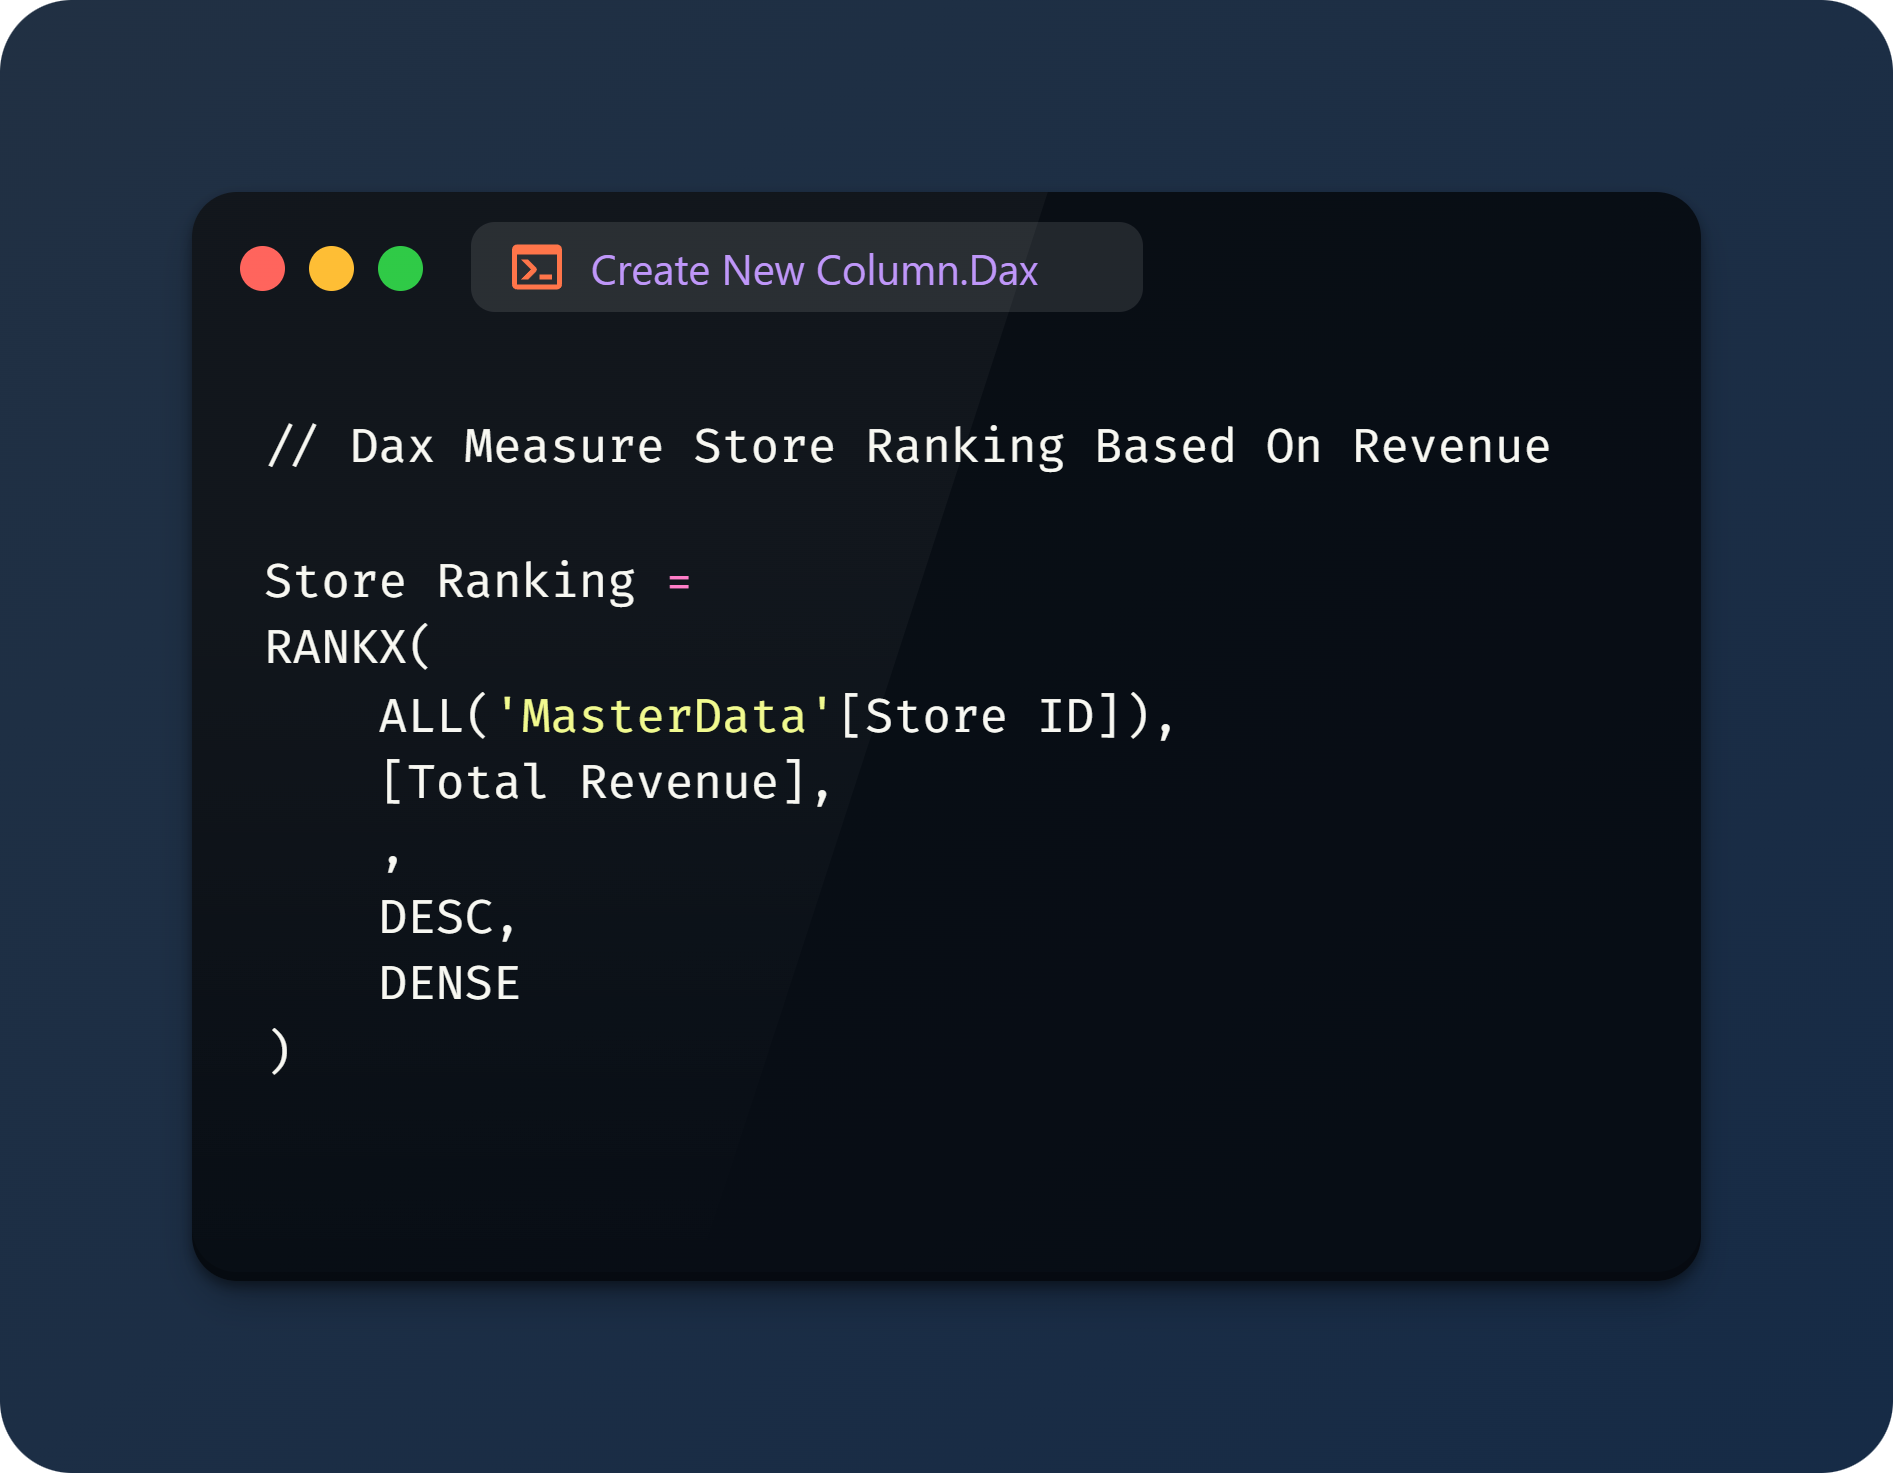 Create New Column.Dax
// Dax Measure Store Ranking Based On Revenue
Store Ranking =
RANKX(
    ALL('MasterData'[Store ID]),
    [Total Revenue],
    ,
    DESC,
    DENSE
)